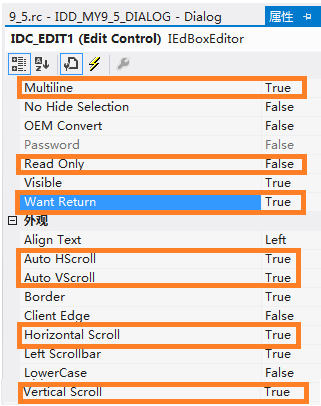 9_5.rc - IDD_MY9_5_DIALOG - Dialog 属性
IDC_EDIT1 (Edit Control) IEdBoxEditor
Multiline True
No Hide Selection False
OEM Convert False
Password False
Read Only False
Visible True
Want Return True
外观
Align Text Left
Auto HScroll True
Auto VScroll True
Border True
Client Edge False
Horizontal Scroll True
Left Scrollbar True
LowerCase False
Vertical Scroll True